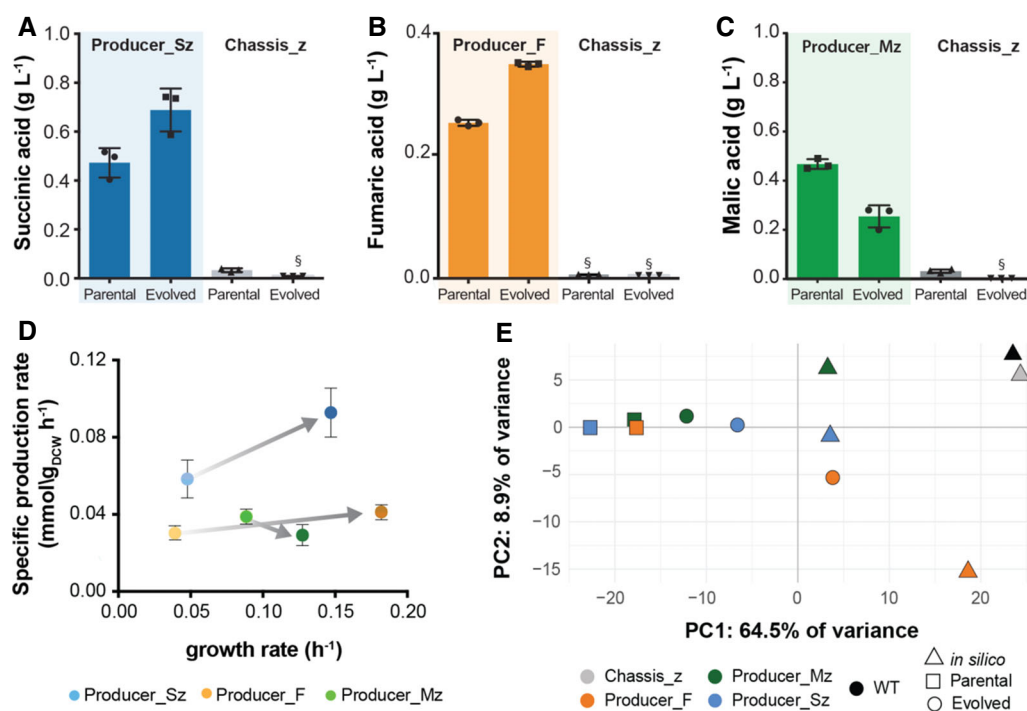 A
Succinic acid (g L⁻¹)
1.0
0.8
0.6
0.4
0.2
0.0
Producer_Sz
Chassis_z
§
Parental
Evolved
Parental
Evolved
B
Fumaric acid (g L⁻¹)
0.4
0.2
0.0
Producer_F
Chassis_z
§
§
Parental
Evolved
Parental
Evolved
C
Malic acid (g L⁻¹)
1.0
0.8
0.6
0.4
0.2
0.0
Producer_Mz
Chassis_z
§
Parental
Evolved
Parental
Evolved
D
Specific production rate
(mmol\g_DCW h⁻¹)
0.12
0.08
0.04
0.00
0.00
0.05
0.10
0.15
0.20
growth rate (h⁻¹)
Producer_Sz
Producer_F
Producer_Mz
E
PC2: 8.9% of variance
5
0
−5
−10
−15
−20
−10
0
10
20
PC1: 64.5% of variance
Chassis_z
Producer_F
Producer_Mz
Producer_Sz
WT
in silico
Parental
Evolved